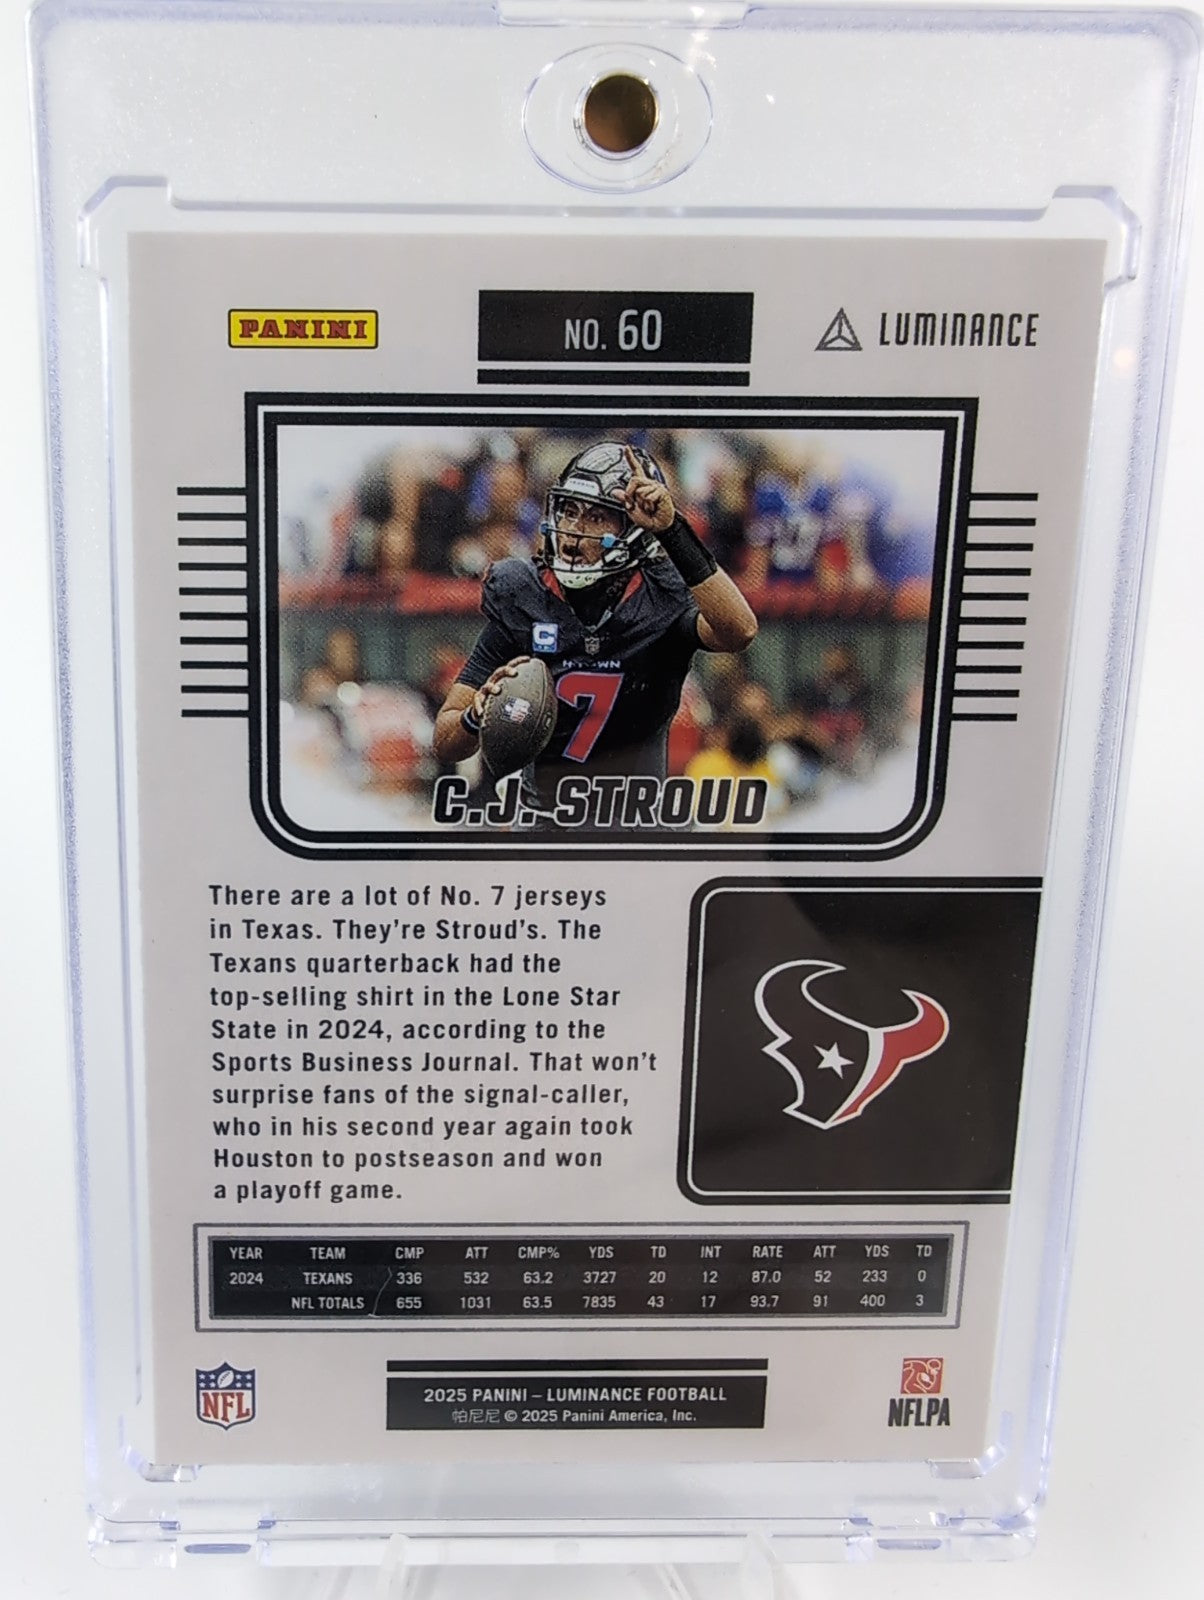 PANINI
NO. 60
LUMINANCE
C
H-TOWN
7
C.J. STROUD
There are a lot of No. 7 jerseys
in Texas. They're Stroud's. The
Texans quarterback had the
top-selling shirt in the Lone Star
State in 2024, according to the
Sports Business Journal. That won't
surprise fans of the signal-caller,
who in his second year again took
Houston to postseason and won
a playoff game.
YEAR TEAM CMP ATT CMP% YDS TD INT RATE ATT YDS TD
2024 TEXANS 336 532 63.2 3727 20 12 87.0 52 233 0
NFL TOTALS 655 1031 63.5 7835 43 17 93.7 91 400 3
NFL
2025 PANINI – LUMINANCE FOOTBALL
帕尼尼 © 2025 Panini America, Inc.
NFLPA